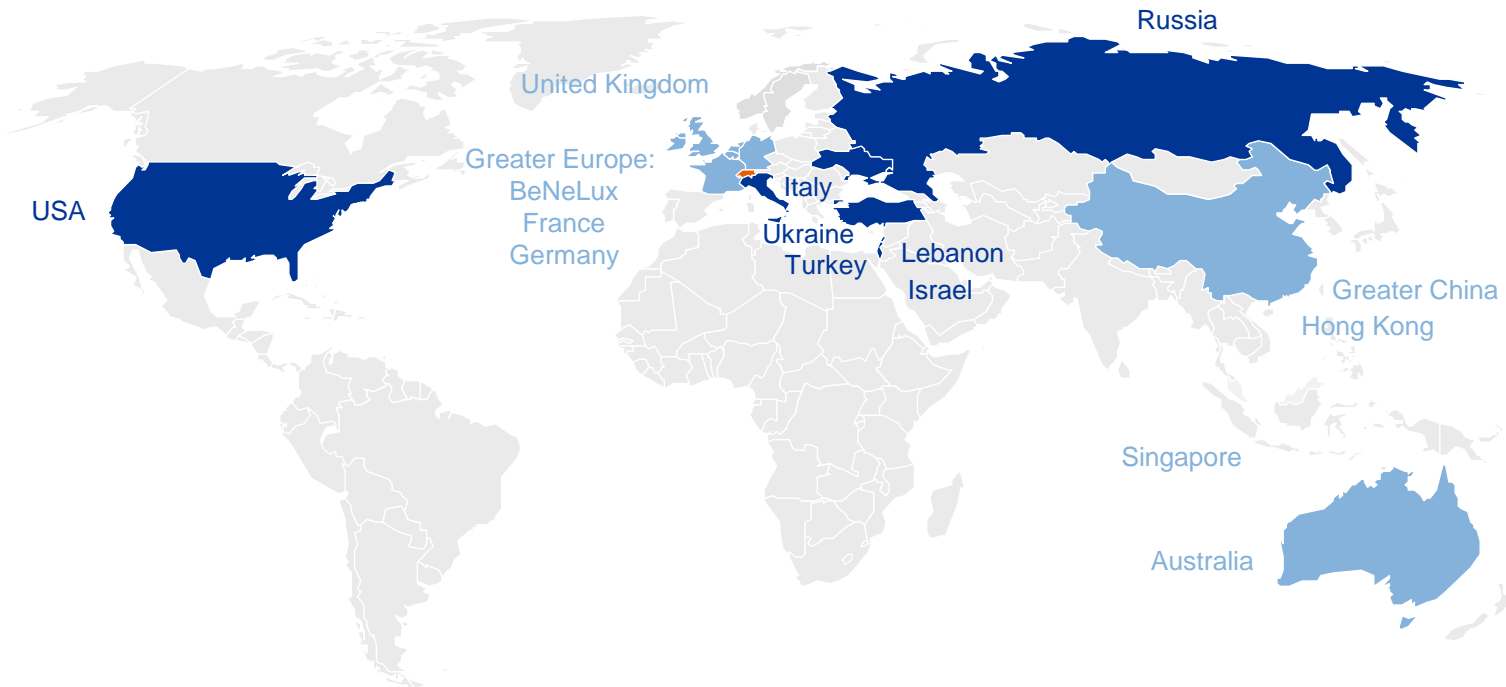 Russia
United Kingdom
Greater Europe:
BeNeLux
France
Germany
USA
Italy
Ukraine
Turkey
Lebanon
Israel
Greater China
Hong Kong
Singapore
Australia